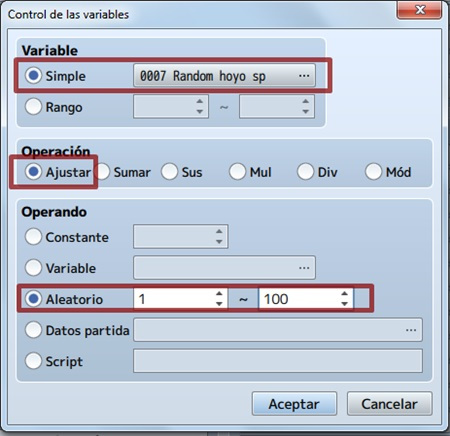 Control de las variables
Variable
Simple 0007 Random hoyo sp ...
Rango ~
Operación
Ajustar Sumar Sus Mul Div Mód
Operando
Constante
Variable ...
Aleatorio 1 ~ 100
Datos partida ...
Script
Aceptar Cancelar